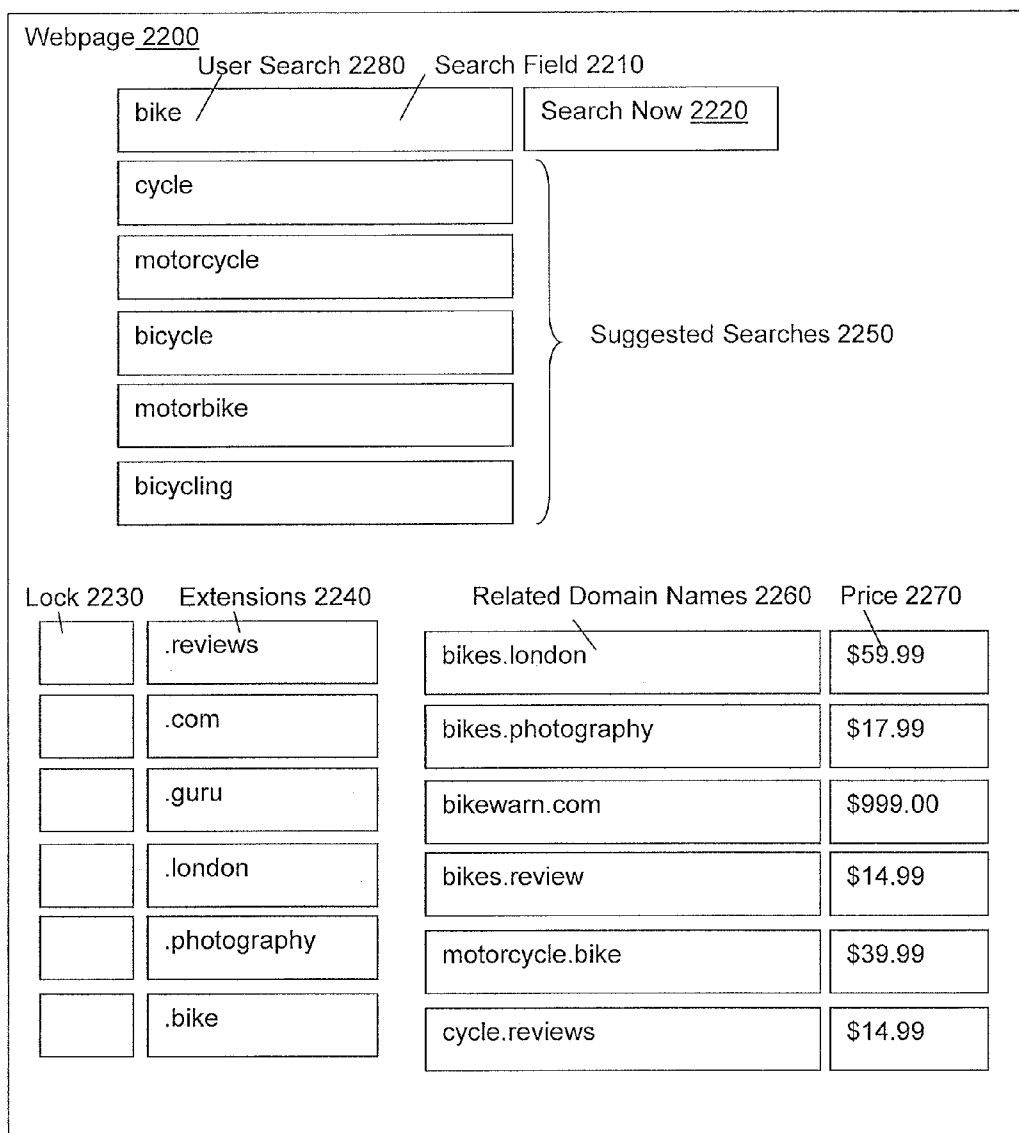 Webpage 2200
User Search 2280 Search Field 2210
bike
Search Now 2220
cycle
motorcycle
bicycle
motorbike
bicycling
Suggested Searches 2250
Lock 2230 Extensions 2240
.reviews
.com
.guru
.london
.photography
.bike
Related Domain Names 2260 Price 2270
bikes.london $59.99
bikes.photography $17.99
bikewarn.com $999.00
bikes.review $14.99
motorcycle.bike $39.99
cycle.reviews $14.99